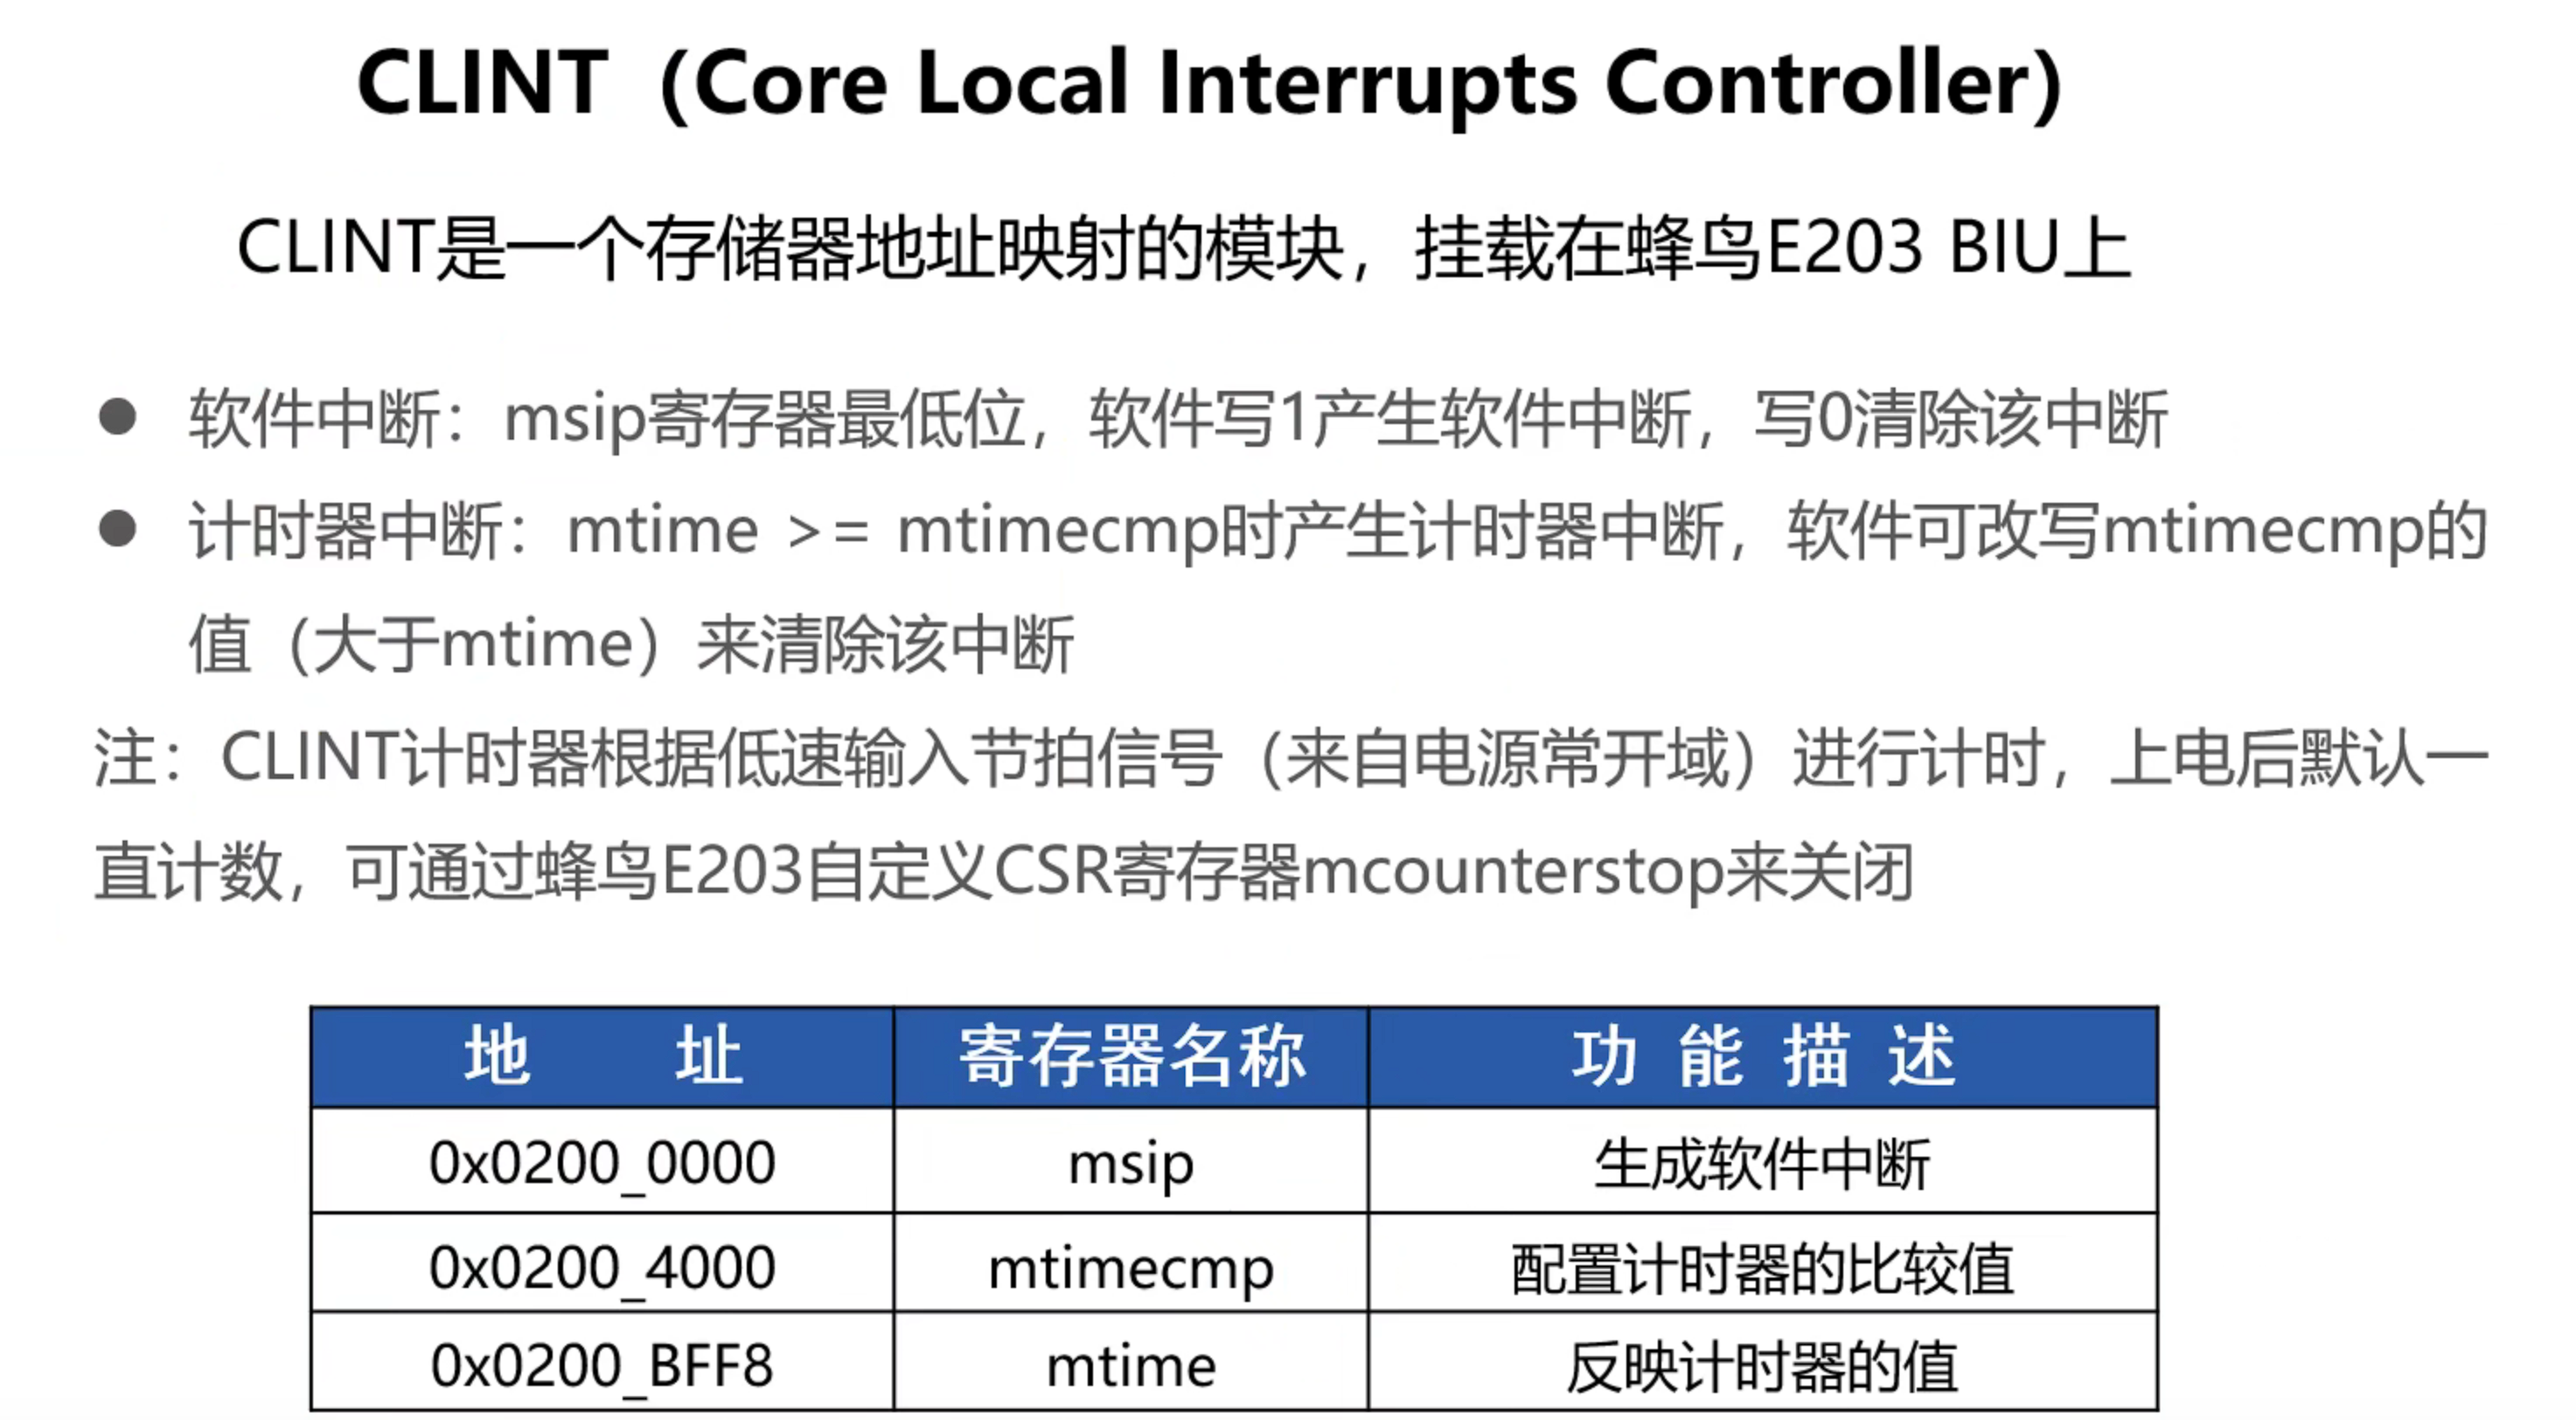 CLINT（Core Local Interrupts Controller）
CLINT是一个存储器地址映射的模块，挂载在蜂鸟E203 BIU上
● 软件中断：msip寄存器最低位，软件写1产生软件中断，写0清除该中断
● 计时器中断：mtime >= mtimecmp时产生计时器中断，软件可改写mtimecmp的
值（大于mtime）来清除该中断
注：CLINT计时器根据低速输入节拍信号（来自电源常开域）进行计时，上电后默认一
直计数，可通过蜂鸟E203自定义CSR寄存器mcounterstop来关闭
地 址 寄存器名称 功 能 描 述
0x0200_0000 msip 生成软件中断
0x0200_4000 mtimecmp 配置计时器的比较值
0x0200_BFF8 mtime 反映计时器的值